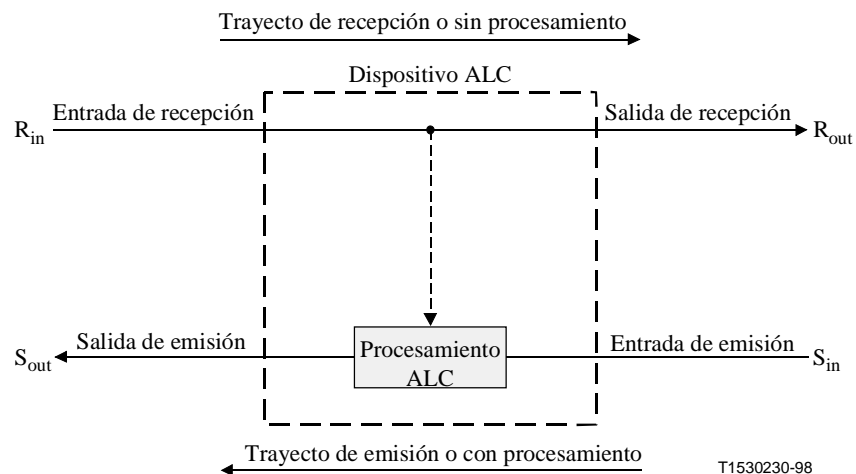 Trayecto de recepción o sin procesamiento
Dispositivo ALC
Entrada de recepción
Salida de recepción
R_in
R_out
Salida de emisión
Procesamiento
ALC
Entrada de emisión
S_out
S_in
Trayecto de emisión o con procesamiento
T1530230-98